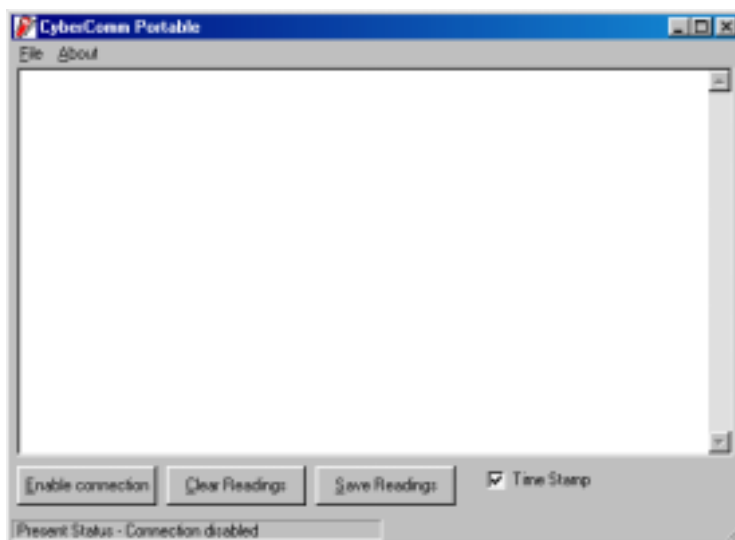 CyberComm Portable
File About
Enable connection Clear Readings Save Readings Time Stamp
Present Status - Connection disabled